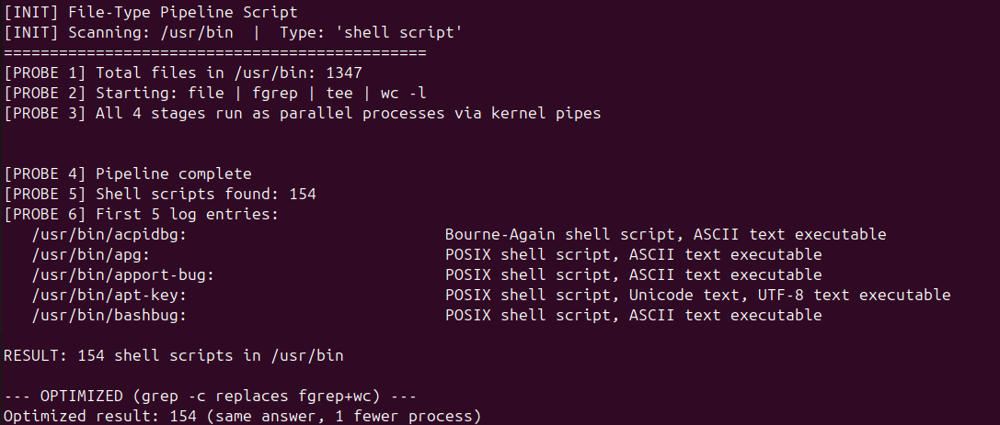 [INIT] File-Type Pipeline Script
[INIT] Scanning: /usr/bin  |  Type: 'shell script'
==============================================
[PROBE 1] Total files in /usr/bin: 1347
[PROBE 2] Starting: file | fgrep | tee | wc -l
[PROBE 3] All 4 stages run as parallel processes via kernel pipes
[PROBE 4] Pipeline complete
[PROBE 5] Shell scripts found: 154
[PROBE 6] First 5 log entries:
   /usr/bin/acpidbg:                            Bourne-Again shell script, ASCII text executable
   /usr/bin/apg:                                POSIX shell script, ASCII text executable
   /usr/bin/apport-bug:                         POSIX shell script, ASCII text executable
   /usr/bin/apt-key:                            POSIX shell script, Unicode text, UTF-8 text executable
   /usr/bin/bashbug:                            POSIX shell script, ASCII text executable
RESULT: 154 shell scripts in /usr/bin
--- OPTIMIZED (grep -c replaces fgrep+wc) ---
Optimized result: 154 (same answer, 1 fewer process)